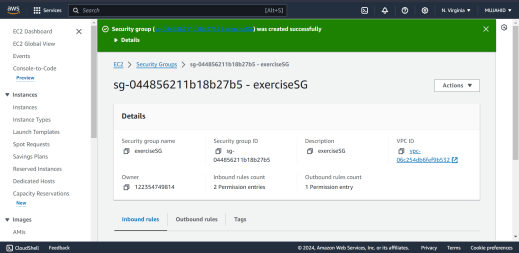 aws
Services
Search
[Alt+S]
N. Virginia
MUJAHID
EC2 Dashboard
EC2 Global View
Events
Console-to-Code
Preview
Instances
Instances
Instance Types
Launch Templates
Spot Requests
Savings Plans
Reserved Instances
Dedicated Hosts
Capacity Reservations
New
Images
AMIs
Security group (
) was created successfully
Details
EC2 > Security Groups > sg-044856211b18b27b5 - exerciseSG
sg-044856211b18b27b5 - exerciseSG
Actions
Details
Security group name
exerciseSG
Security group ID
sg-
044856211b18b27b5
Description
exerciseSG
VPC ID
vpc-
06c254db6fef9b532
Owner
122354749814
Inbound rules count
2 Permission entries
Outbound rules count
1 Permission entry
Inbound rules
Outbound rules
Tags
CloudShell
Feedback
© 2024, Amazon Web Services, Inc. or its affiliates.
Privacy
Terms
Cookie preferences